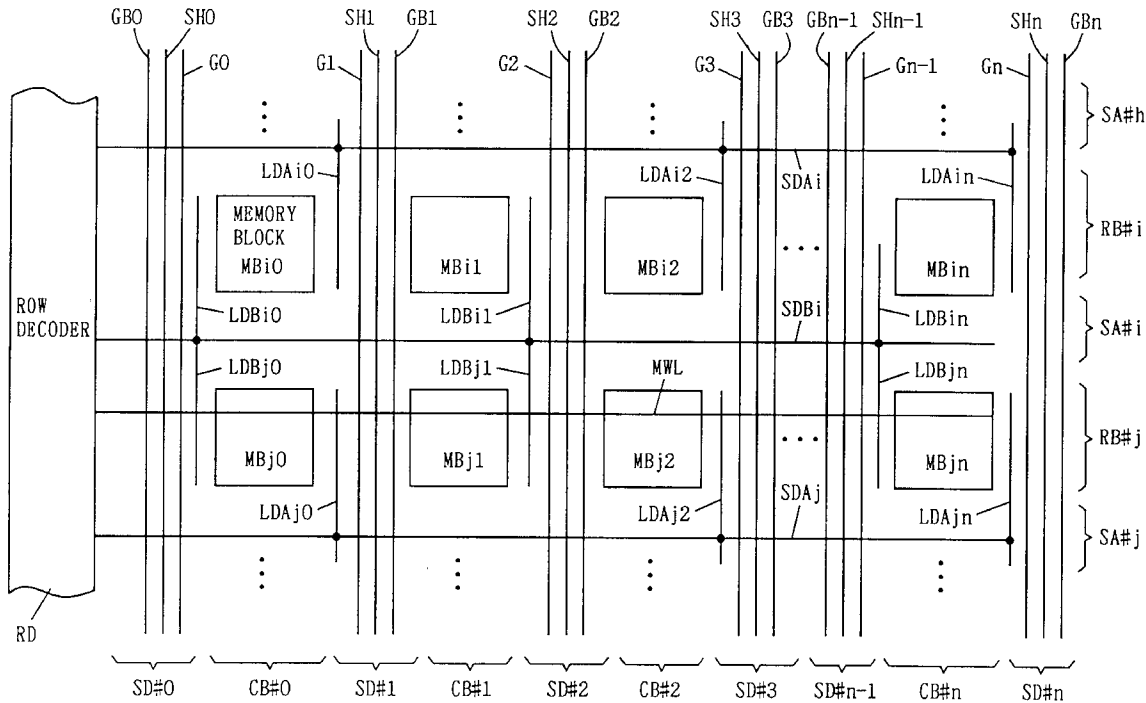 GB0 SH0 SH1 GB1 SH2 GB2 SH3 GB3 GBn-1 SHn-1 SHn GBn
G0 G1 G2 G3 Gn-1 Gn
SA#h
LDAi0 LDAi2 SDAi LDAin
MEMORY
BLOCK
MBi0 MBi1 MBi2 MBin
RB#i
ROW
DECODER
LDBi0 LDBi1 SDBi LDBin
SA#i
LDBj0 LDBj1 MWL LDBjn
MBj0 MBj1 MBj2 MBjn
RB#j
LDAj0 LDAj2 SDAj LDAjn
SA#j
RD
SD#0 CB#0 SD#1 CB#1 SD#2 CB#2 SD#3 SD#n-1 CB#n SD#n